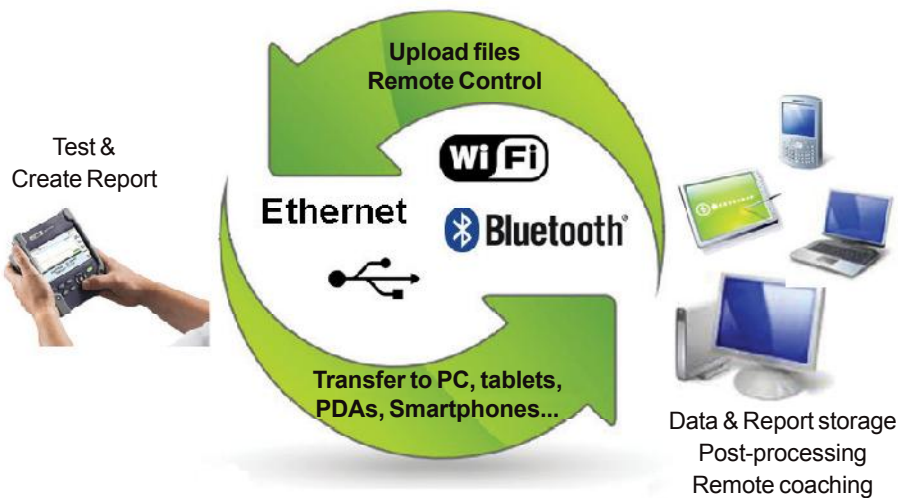 Upload files
Remote Control
Test &
Create Report
WiFi
Ethernet
Bluetooth®
Transfer to PC, tablets,
PDAs, Smartphones...
Data & Report storage
Post-processing
Remote coaching